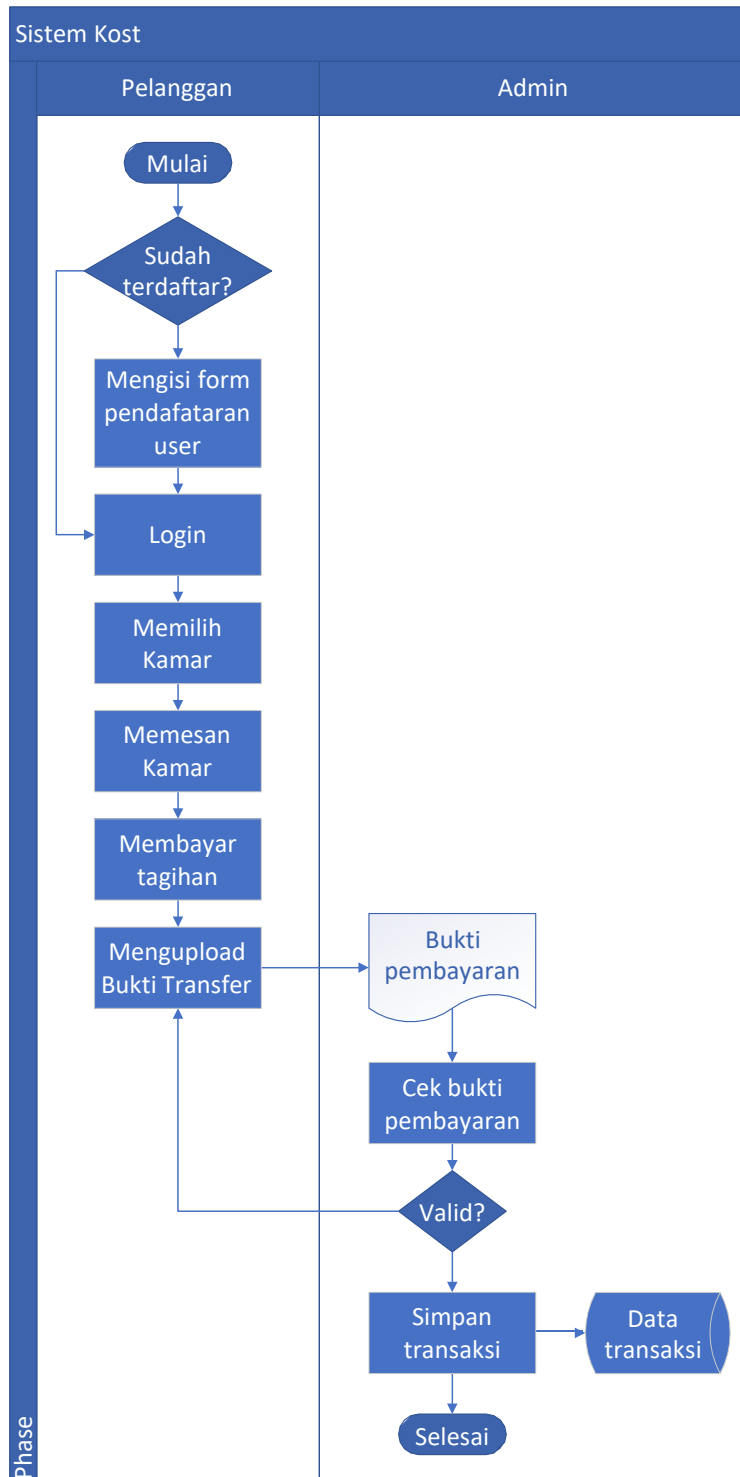 Sistem Kost
Pelanggan
Admin
Mulai
Sudah
terdaftar?
Mengisi form
pendafataran
user
Login
Memilih
Kamar
Memesan
Kamar
Membayar
tagihan
Mengupload
Bukti Transfer
Bukti
pembayaran
Cek bukti
pembayaran
Valid?
Simpan
transaksi
Data
transaksi
Selesai
Phase